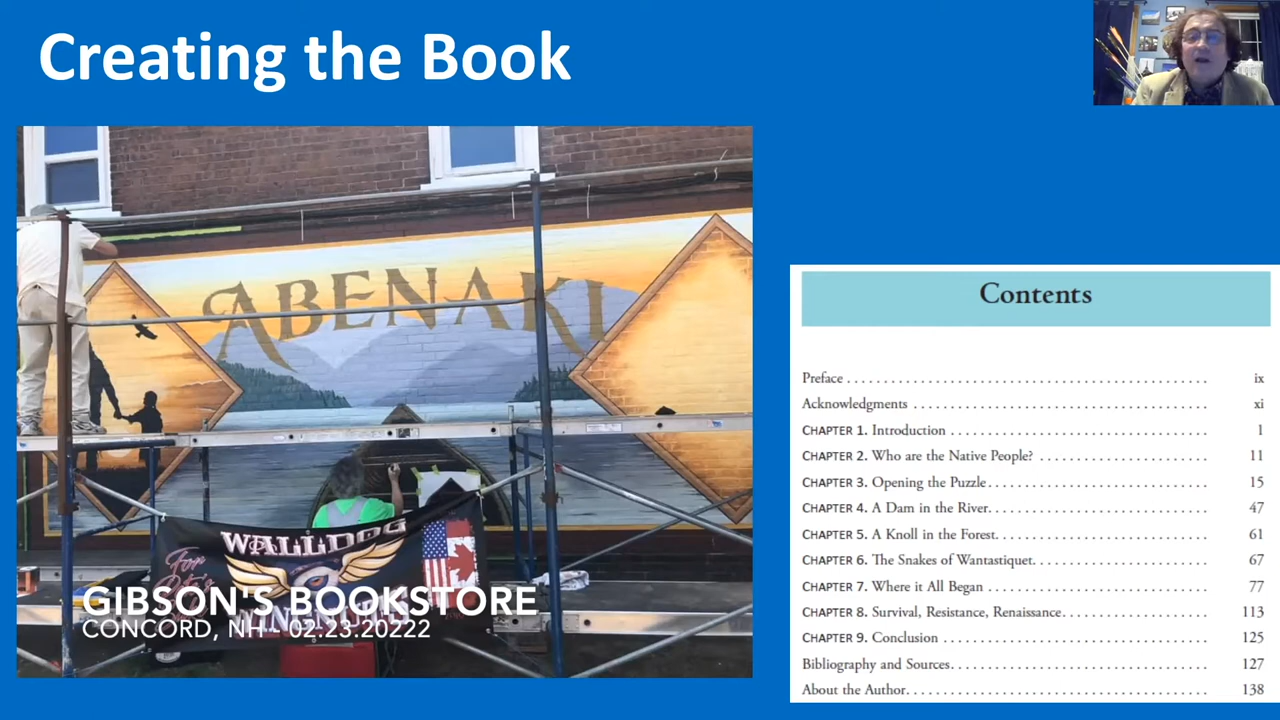 Creating the Book
ABENAKI
WALLDOG
For
Pete's
GIBSON'S BOOKSTORE
CONCORD, NH - 02.23.20222
Contents
Preface ix
Acknowledgments xi
CHAPTER 1. Introduction 1
CHAPTER 2. Who are the Native People? 11
CHAPTER 3. Opening the Puzzle 15
CHAPTER 4. A Dam in the River. 47
CHAPTER 5. A Knoll in the Forest. 61
CHAPTER 6. The Snakes of Wantastiquet. 67
CHAPTER 7. Where it All Began 77
CHAPTER 8. Survival, Resistance, Renaissance 113
CHAPTER 9. Conclusion 125
Bibliography and Sources 127
About the Author 138